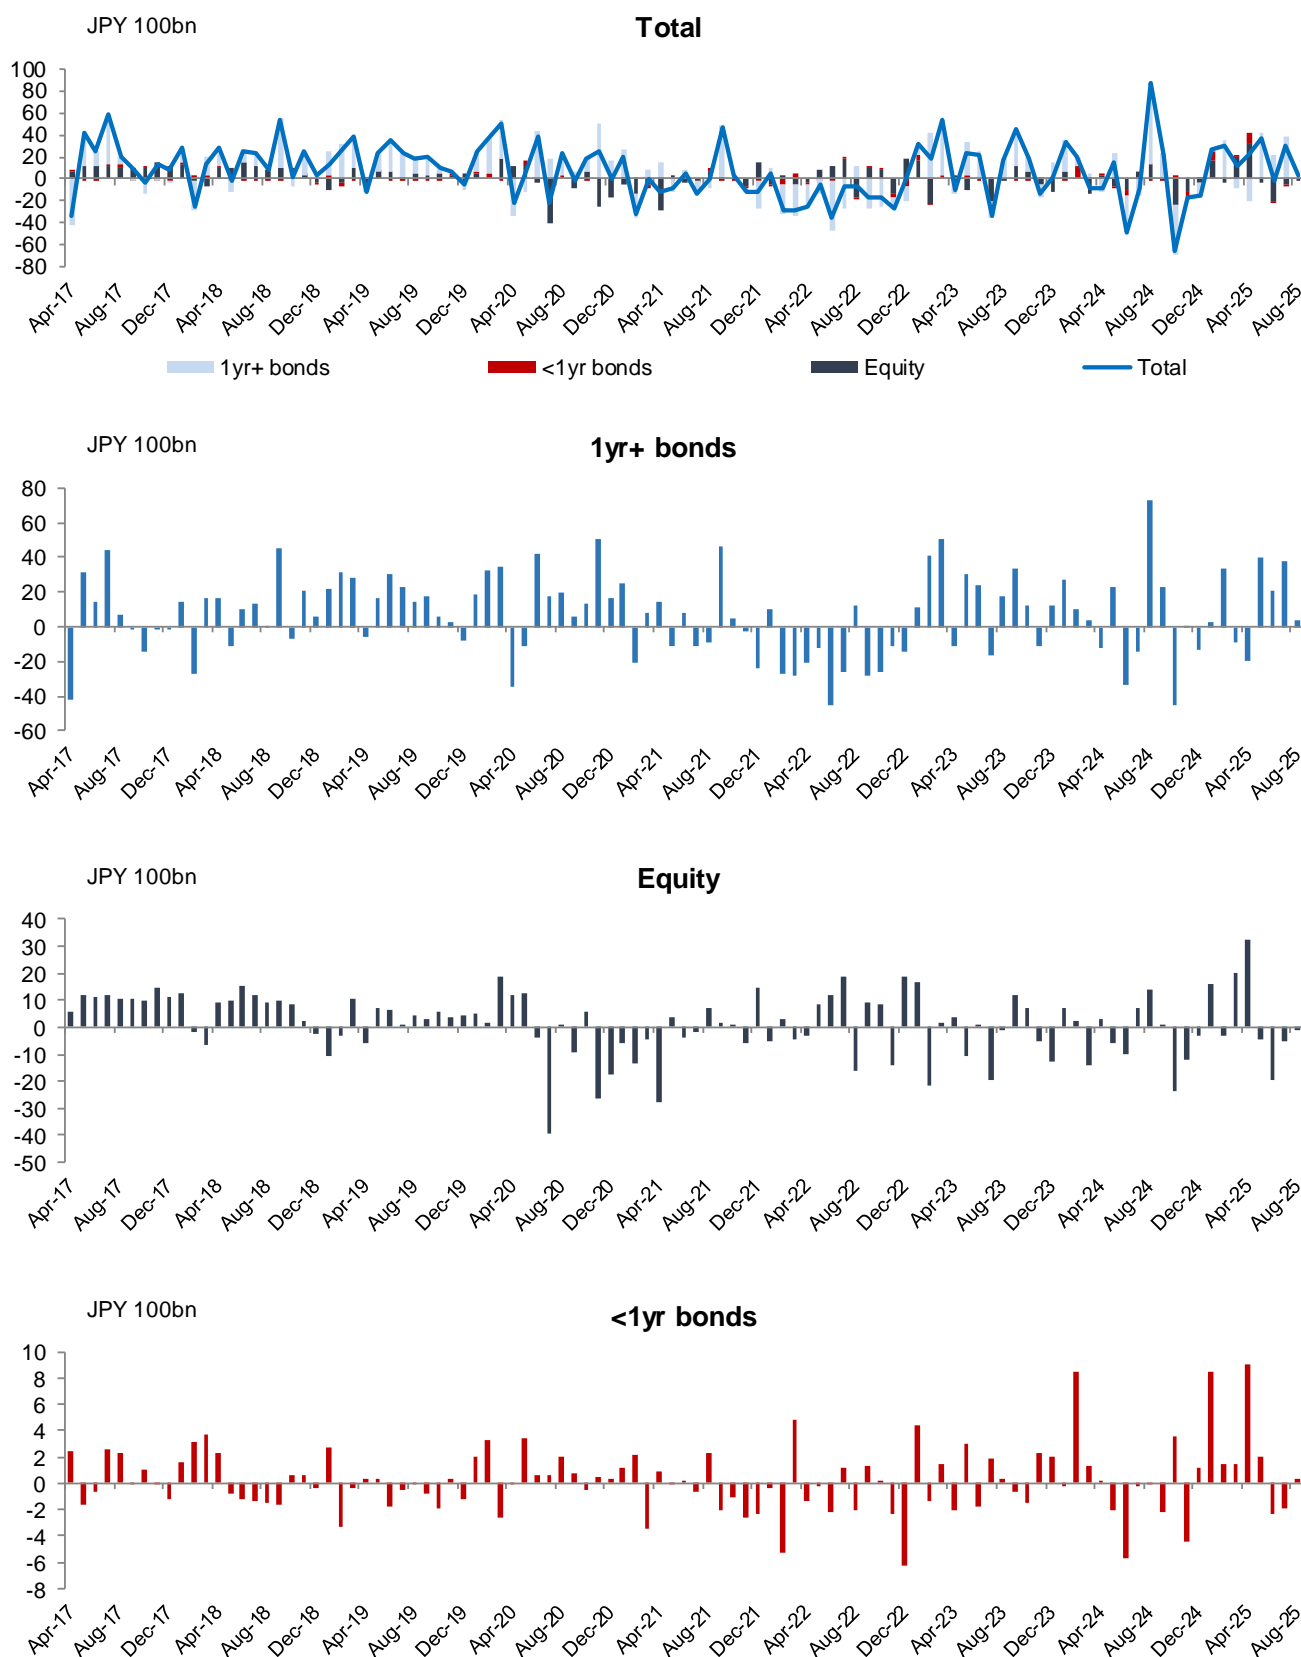 JPY 100bn
Total
100
80
60
40
20
0
-20
-40
-60
-80
Apr-17 Aug-17 Dec-17 Apr-18 Aug-18 Dec-18 Apr-19 Aug-19 Dec-19 Apr-20 Aug-20 Dec-20 Apr-21 Aug-21 Dec-21 Apr-22 Aug-22 Dec-22 Apr-23 Aug-23 Dec-23 Apr-24 Aug-24 Dec-24 Apr-25 Aug-25
1yr+ bonds <1yr bonds Equity Total
JPY 100bn
1yr+ bonds
80
60
40
20
0
-20
-40
-60
Apr-17 Aug-17 Dec-17 Apr-18 Aug-18 Dec-18 Apr-19 Aug-19 Dec-19 Apr-20 Aug-20 Dec-20 Apr-21 Aug-21 Dec-21 Apr-22 Aug-22 Dec-22 Apr-23 Aug-23 Dec-23 Apr-24 Aug-24 Dec-24 Apr-25 Aug-25
JPY 100bn
Equity
40
30
20
10
0
-10
-20
-30
-40
-50
Apr-17 Aug-17 Dec-17 Apr-18 Aug-18 Dec-18 Apr-19 Aug-19 Dec-19 Apr-20 Aug-20 Dec-20 Apr-21 Aug-21 Dec-21 Apr-22 Aug-22 Dec-22 Apr-23 Aug-23 Dec-23 Apr-24 Aug-24 Dec-24 Apr-25 Aug-25
JPY 100bn
<1yr bonds
10
8
6
4
2
0
-2
-4
-6
-8
Apr-17 Aug-17 Dec-17 Apr-18 Aug-18 Dec-18 Apr-19 Aug-19 Dec-19 Apr-20 Aug-20 Dec-20 Apr-21 Aug-21 Dec-21 Apr-22 Aug-22 Dec-22 Apr-23 Aug-23 Dec-23 Apr-24 Aug-24 Dec-24 Apr-25 Aug-25